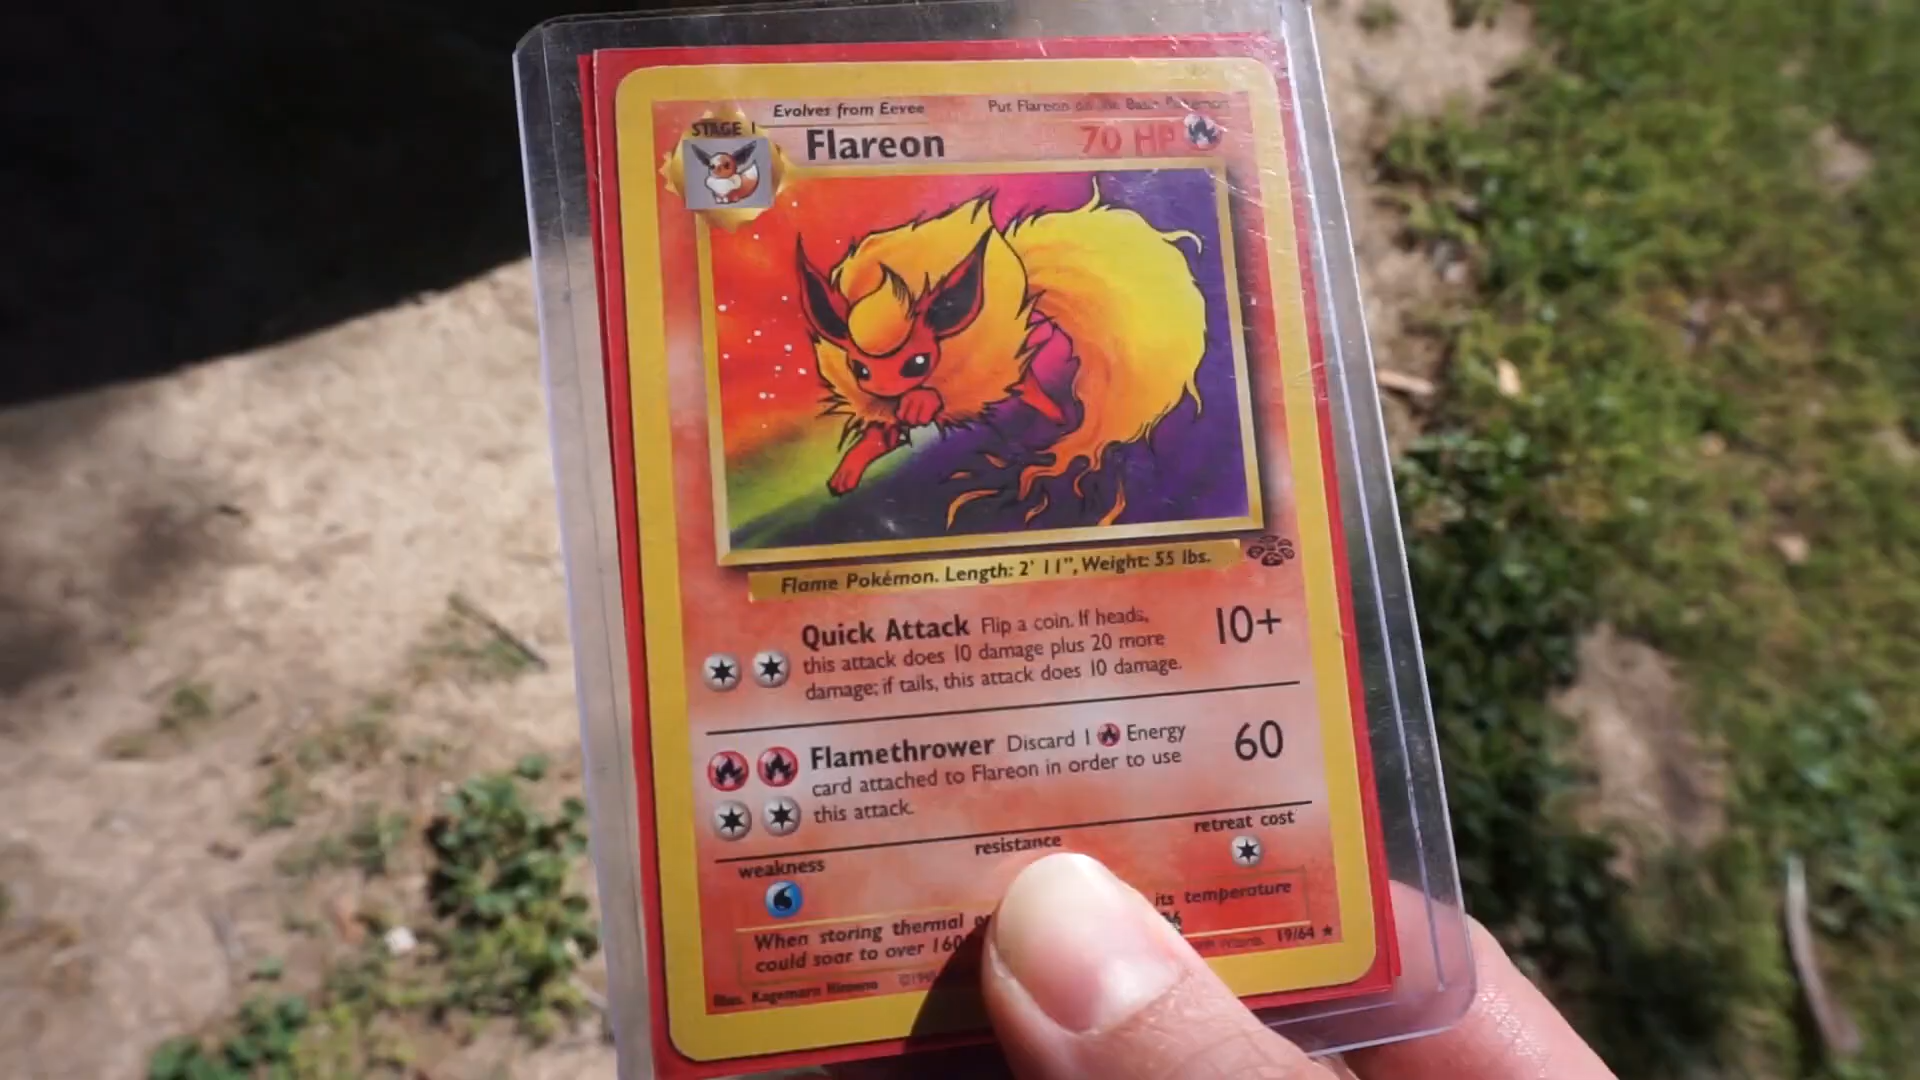 Evolves from Eevee
Put Flareon on the Basic Pokémon
STAGE 1
Flareon
70 HP
Flame Pokémon. Length: 2' 11", Weight: 55 lbs.
Quick Attack Flip a coin. If heads,
this attack does 10 damage plus 20 more
damage; if tails, this attack does 10 damage.
10+
Flamethrower Discard 1 Energy
card attached to Flareon in order to use
this attack.
60
weakness
resistance
retreat cost
When storing thermal its temperature
could soar to over 160
Illus. Kagemaru Himeno
19/64